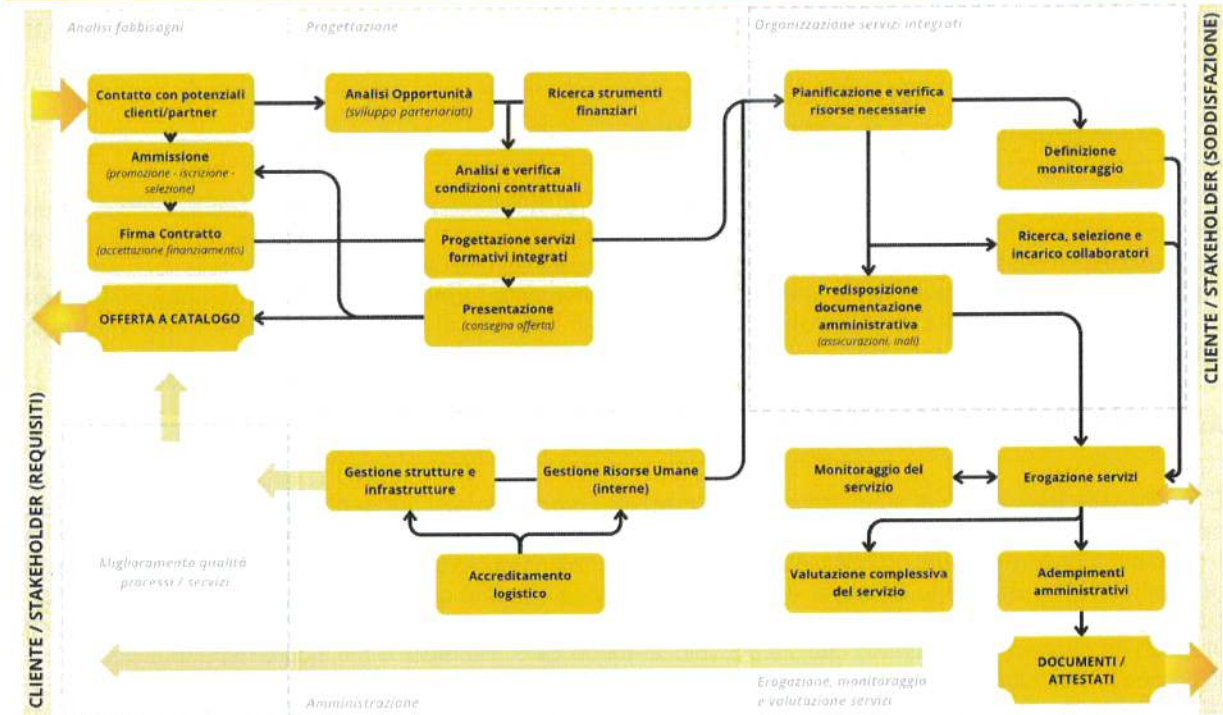 Analisi fabbisogni
Progettazione
Organizzazione servizi integrati
Contatto con potenziali
clienti/partner
Analisi Opportunità
(sviluppo partenariati)
Ricerca strumenti
finanziari
Pianificazione e verifica
risorse necessarie
Ammissione
(promozione - iscrizione -
selezione)
Analisi e verifica
condizioni contrattuali
Definizione
monitoraggio
Firma Contratto
(accettazione finanziamento)
Progettazione servizi
formativi integrati
Ricerca, selezione e
incarico collaboratori
OFFERTA A CATALOGO
Presentazione
(consegna offerta)
Predisposizione
documentazione
amministrativa
(assicurazioni, inail)
CLIENTE / STAKEHOLDER (REQUISITI)
CLIENTE / STAKEHOLDER (SODDISFAZIONE)
Gestione strutture e
infrastrutture
Gestione Risorse Umane
(interne)
Monitoraggio del
servizio
Erogazione servizi
Miglioramento qualità
processi / servizi
Accreditamento
logistico
Valutazione complessiva
del servizio
Adempimenti
amministrativi
DOCUMENTI /
ATTESTATI
Amministrazione
Erogazione, monitoraggio
e valutazione servizi